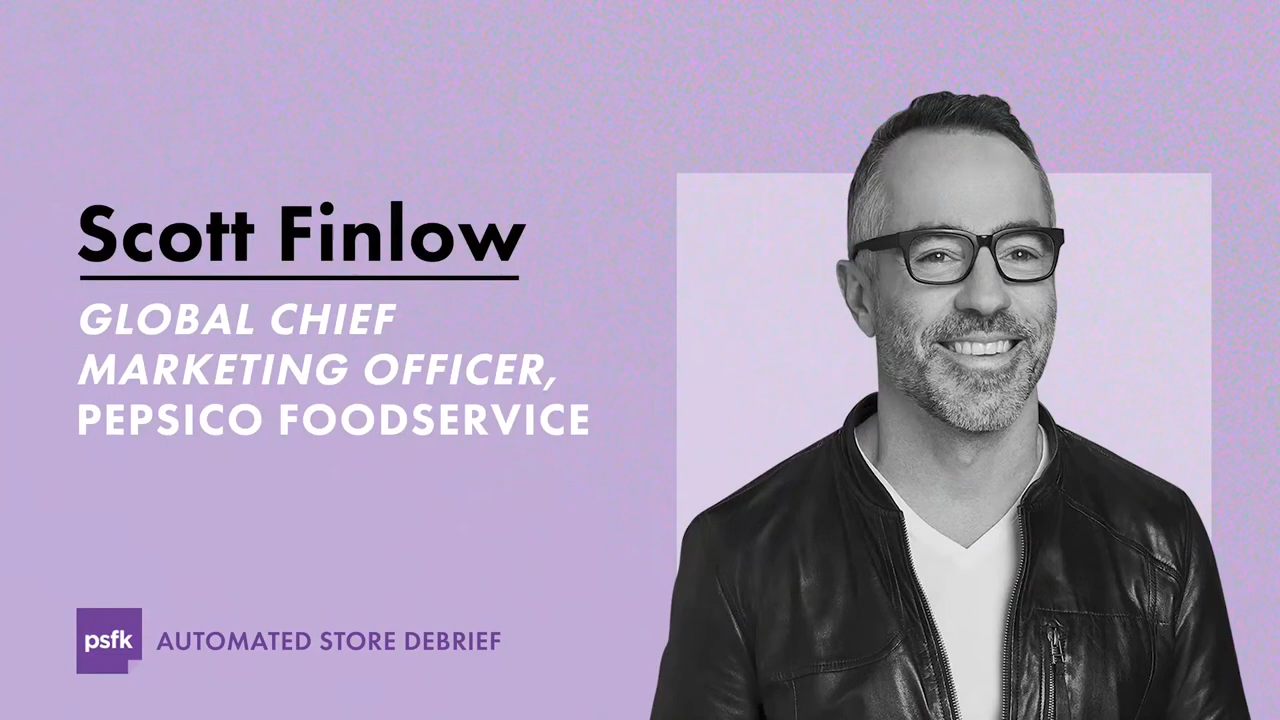 Scott Finlow
GLOBAL CHIEF
MARKETING OFFICER,
PEPSICO FOODSERVICE
psfk AUTOMATED STORE DEBRIEF